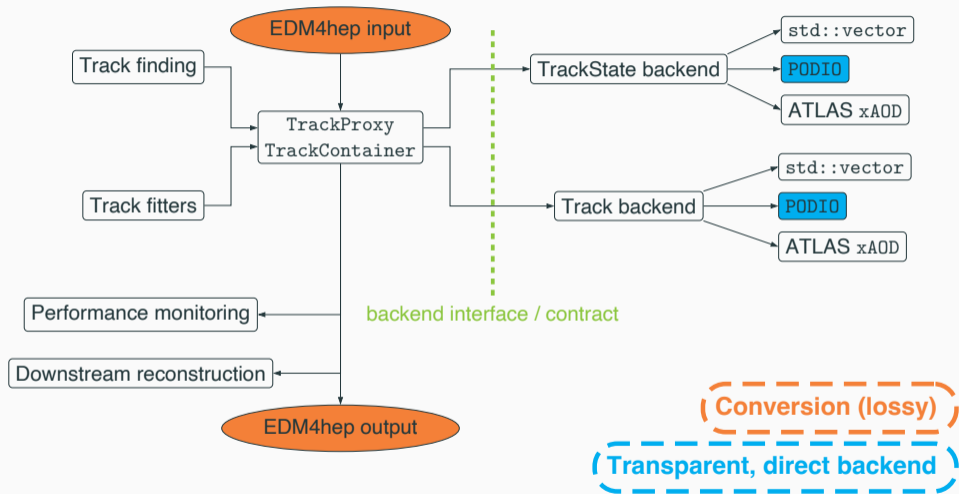 EDM4hep input
Track finding
TrackProxy
TrackContainer
Track fitters
TrackState backend
std::vector
PODIO
ATLAS xAOD
Track backend
std::vector
PODIO
ATLAS xAOD
backend interface / contract
Performance monitoring
Downstream reconstruction
EDM4hep output
Conversion (lossy)
Transparent, direct backend